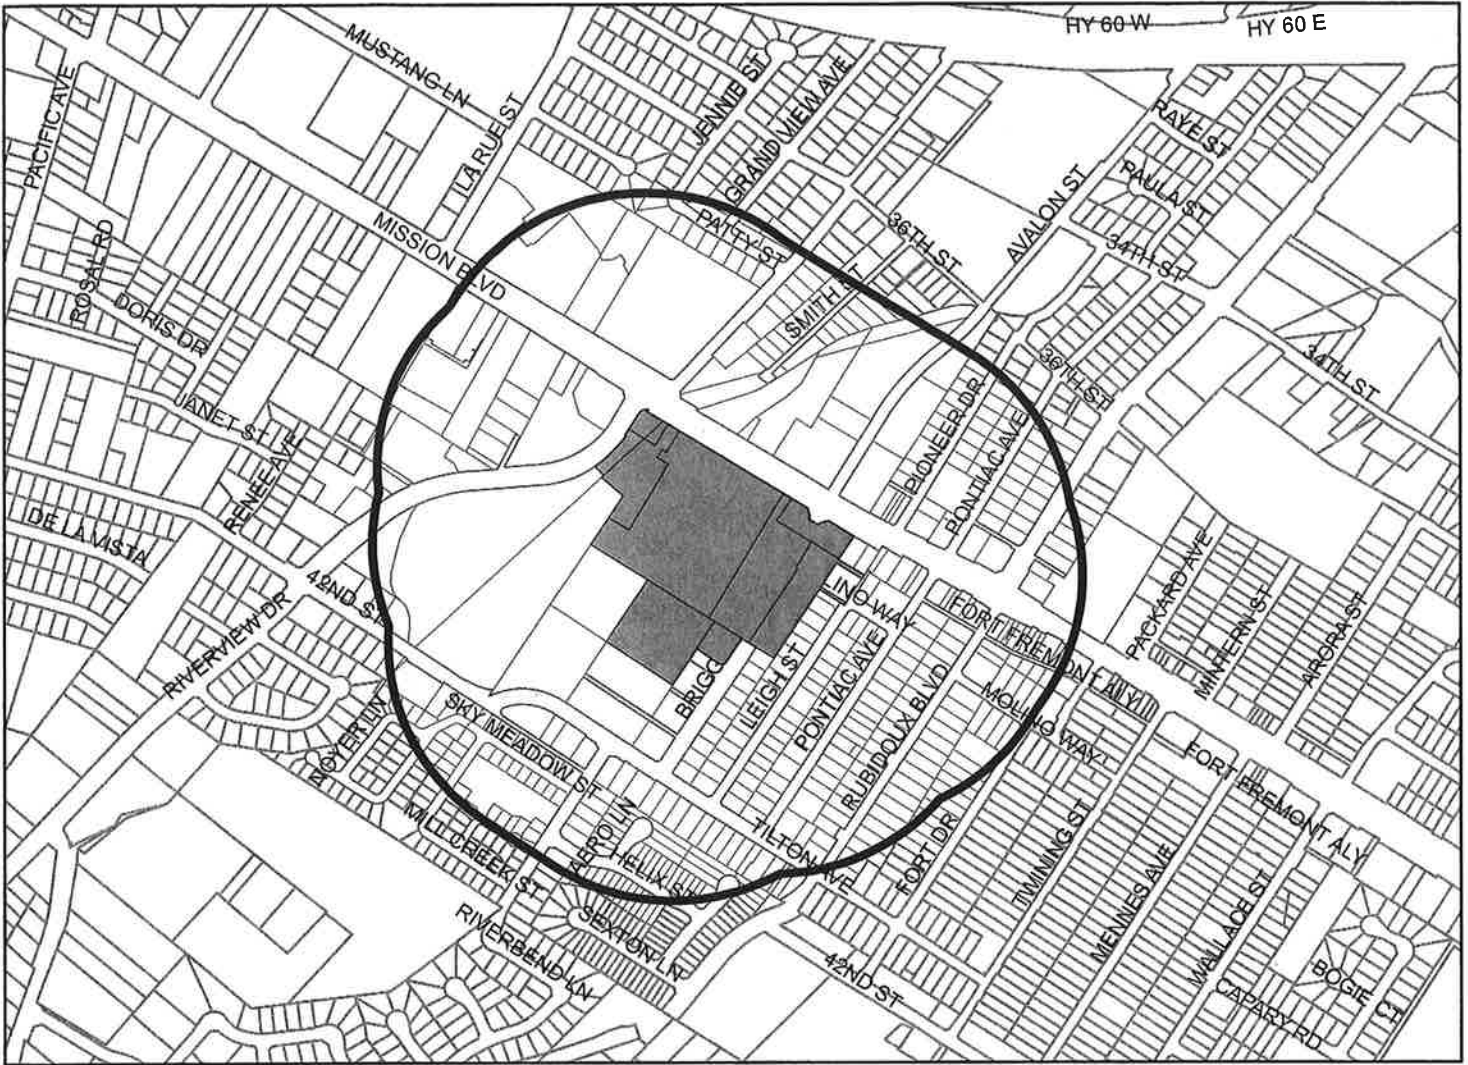 HY 60 W
HY 60 E
MUSTANG LN
PACIFIC AVE
LA RUE ST
JENNIE ST
GRAND VIEW AVE
RAYE ST
PAULA ST
AVALON ST
34TH ST
36TH ST
PATTY ST
SMITH ST
MISSION BLVD
ROSAL RD
DORIS DR
JANET ST
RENEE AVE
DE LA VISTA
36TH ST
34TH ST
PIONEER DR
PONTIAC AVE
PACKARD AVE
MINTERN ST
ARORA ST
42ND ST
RIVERVIEW DR
LINO WAY
FORT FREMONT ALY
MOLINO WAY
BRIGG
LEIGH ST
PONTIAC AVE
RUBIDOUX BLVD
NOYER LN
SKY MEADOW ST
MILL CREEK ST
HELIX ST
TILTON AVE
FORT DR
TWINING ST
MENNES AVE
WALLACE ST
FORT FREMONT ALY
RIVERBEND LN
SEXTON LN
42ND ST
CAPARY RD
BOGIE CT